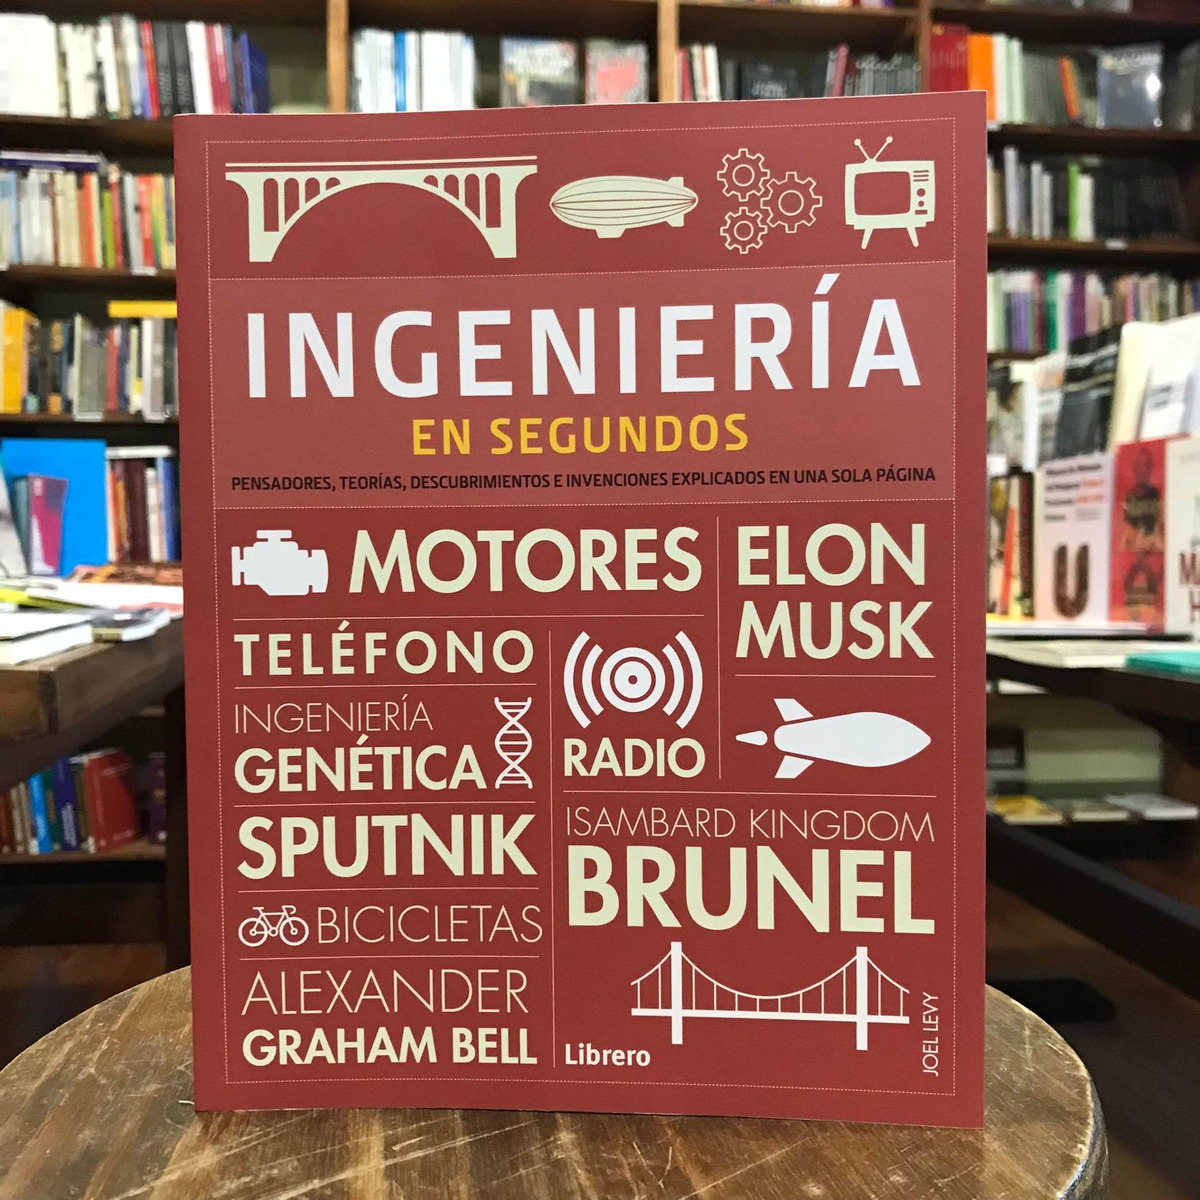 INGENIERÍA
EN SEGUNDOS
PENSADORES, TEORÍAS, DESCUBRIMIENTOS E INVENCIONES EXPLICADOS EN UNA SOLA PÁGINA
MOTORES
ELON
MUSK
TELÉFONO
INGENIERÍA
GENÉTICA
RADIO
SPUTNIK
ISAMBARD KINGDOM
BRUNEL
BICICLETAS
ALEXANDER
GRAHAM BELL
Librero
JOEL LEVY